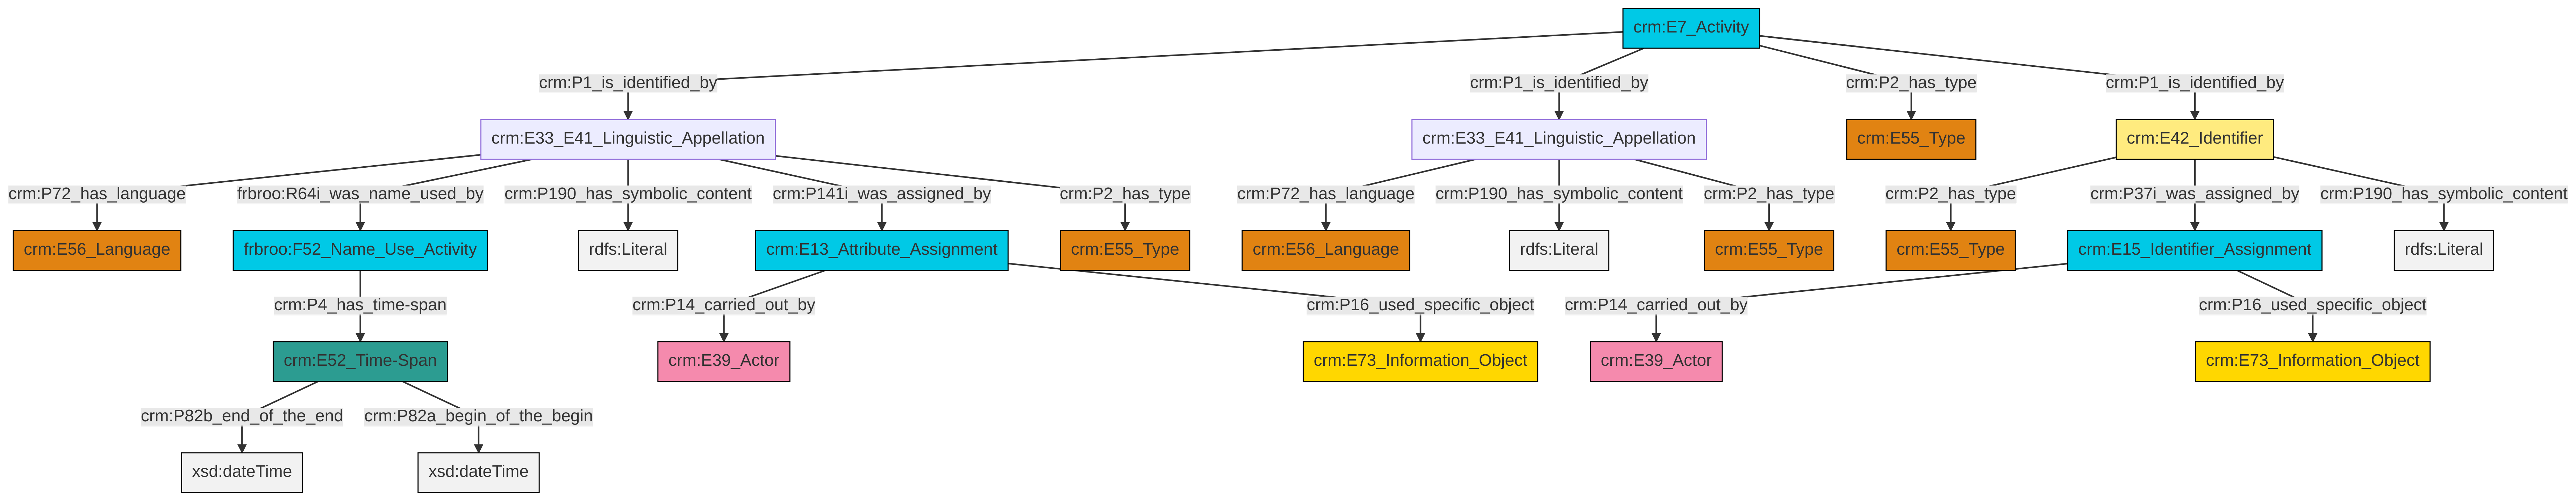 crm:E7_Activity
crm:P1_is_identified_by
crm:P1_is_identified_by
crm:P2_has_type
crm:P1_is_identified_by
crm:E33_E41_Linguistic_Appellation
crm:E33_E41_Linguistic_Appellation
crm:E55_Type
crm:E42_Identifier
crm:P72_has_language
frbroo:R64i_was_name_used_by
crm:P190_has_symbolic_content
crm:P141i_was_assigned_by
crm:P2_has_type
crm:P72_has_language
crm:P190_has_symbolic_content
crm:P2_has_type
crm:P2_has_type
crm:P37i_was_assigned_by
crm:P190_has_symbolic_content
crm:E56_Language
frbroo:F52_Name_Use_Activity
rdfs:Literal
crm:E13_Attribute_Assignment
crm:E55_Type
crm:E56_Language
rdfs:Literal
crm:E55_Type
crm:E55_Type
crm:E15_Identifier_Assignment
rdfs:Literal
crm:P4_has_time-span
crm:P14_carried_out_by
crm:P16_used_specific_object
crm:P14_carried_out_by
crm:P16_used_specific_object
crm:E52_Time-Span
crm:E39_Actor
crm:E73_Information_Object
crm:E39_Actor
crm:E73_Information_Object
crm:P82b_end_of_the_end
crm:P82a_begin_of_the_begin
xsd:dateTime
xsd:dateTime